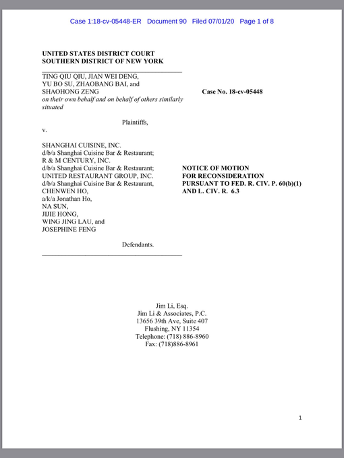 Case 1:18-cv-05448-ER Document 90 Filed 07/01/20 Page 1 of 8
UNITED STATES DISTRICT COURT
SOUTHERN DISTRICT OF NEW YORK
TING QIU QIU, JIAN WEI DENG,
YU BO SU, ZHAOBANG BAI, and
SHAOHONG ZENG
on their own behalf and on behalf of others similarly
situated
Case No. 18-cv-05448
Plaintiffs,
v.
SHANGHAI CUISINE, INC.
d/b/a Shanghai Cuisine Bar & Restaurant;
R & M CENTURY, INC.
d/b/a Shanghai Cuisine Bar & Restaurant;
UNITED RESTAURANT GROUP, INC.
d/b/a Shanghai Cuisine Bar & Restaurant,
CHENWEN HO,
a/k/a Jonathan Ho,
NA SUN,
JIJIE HONG,
WING JING LAU, and
JOSEPHINE FENG
NOTICE OF MOTION
FOR RECONSIDERATION
PURSUANT TO FED. R. CIV. P. 60(b)(1)
AND L. CIV. R. 6.3
Defendants.
Jim Li, Esq.
Jim Li & Associates, P.C.
13656 39th Ave, Suite 407
Flushing, NY 11354
Telephone: (718) 886-8960
Fax: (718)886-8961
1